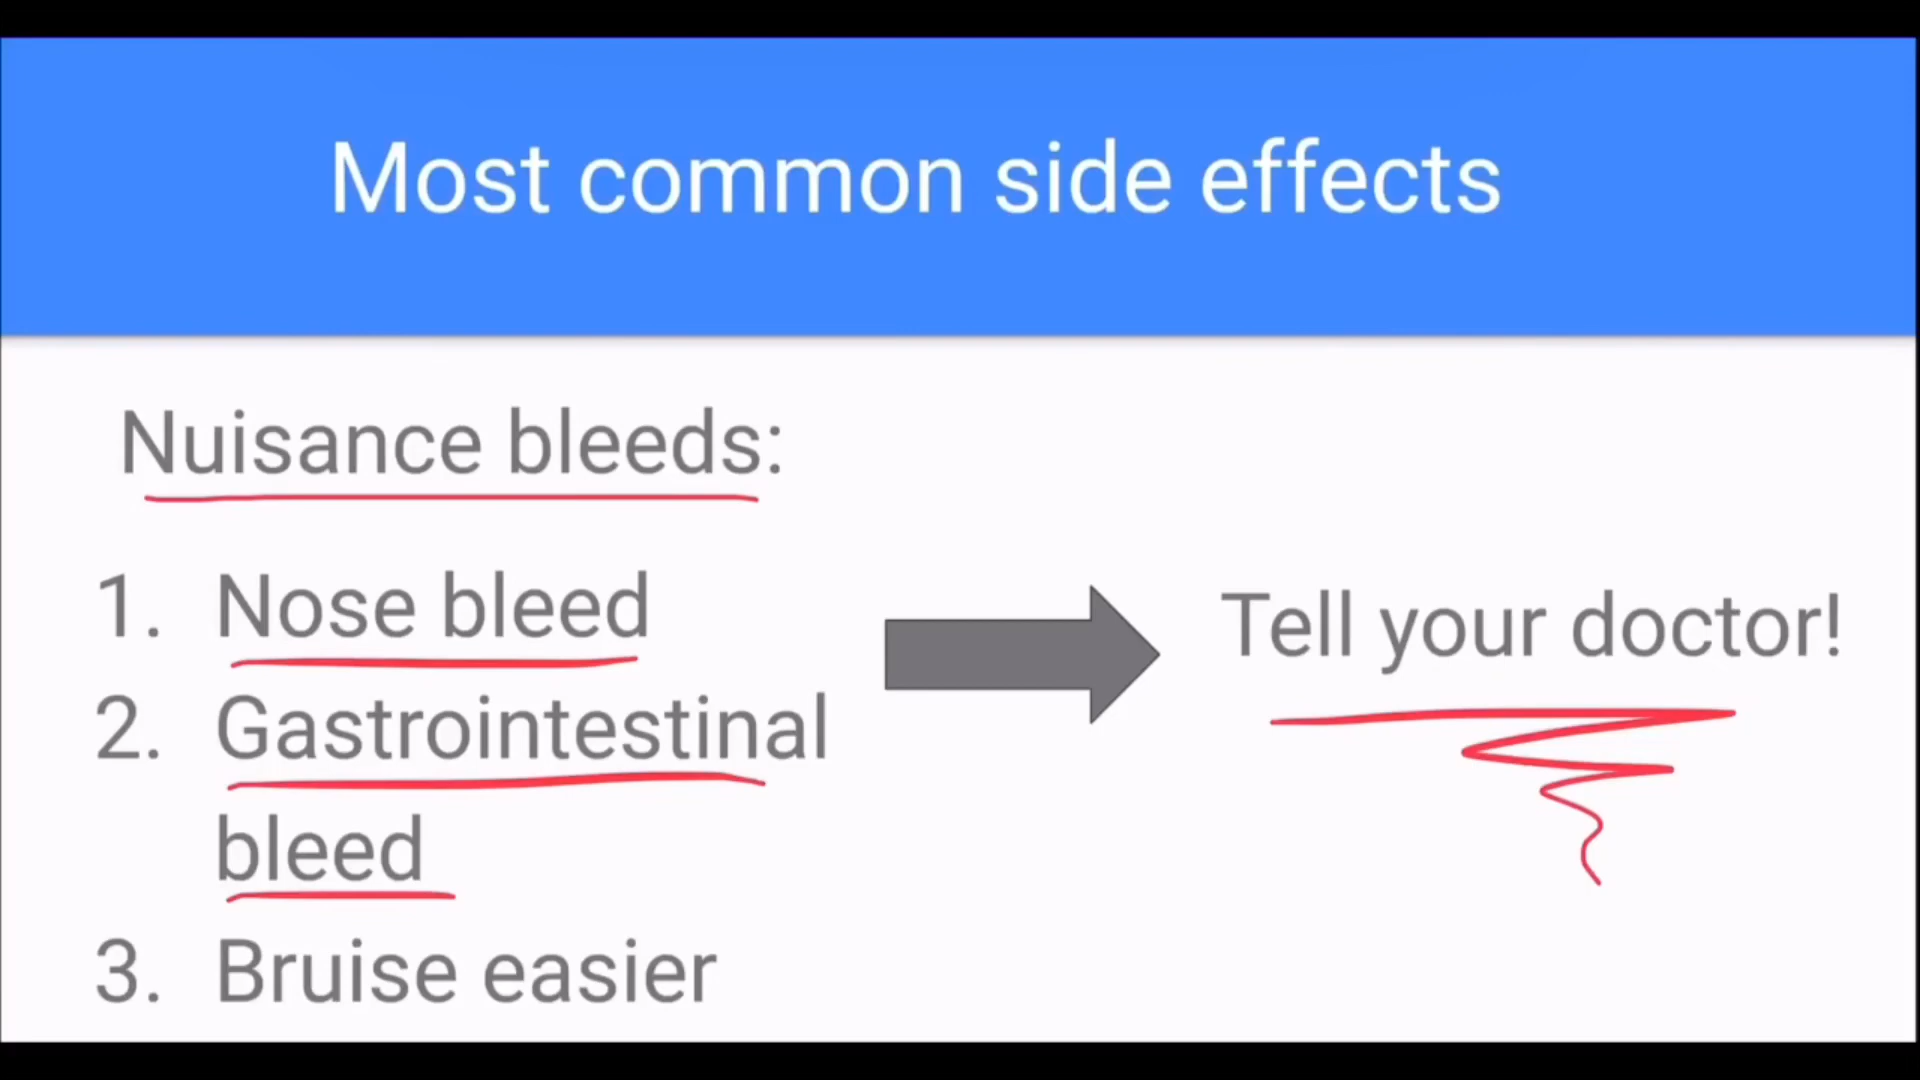 Most common side effects
Nuisance bleeds:
1. Nose bleed
2. Gastrointestinal
bleed
3. Bruise easier
Tell your doctor!